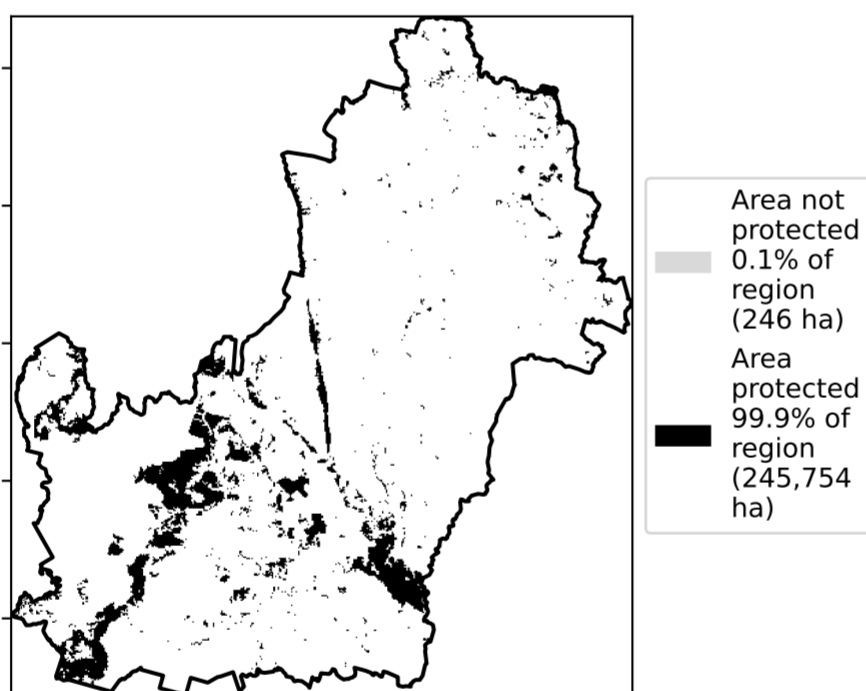 Area not
protected
0.1% of
region
(246 ha)
Area
protected
99.9% of
region
(245,754
ha)